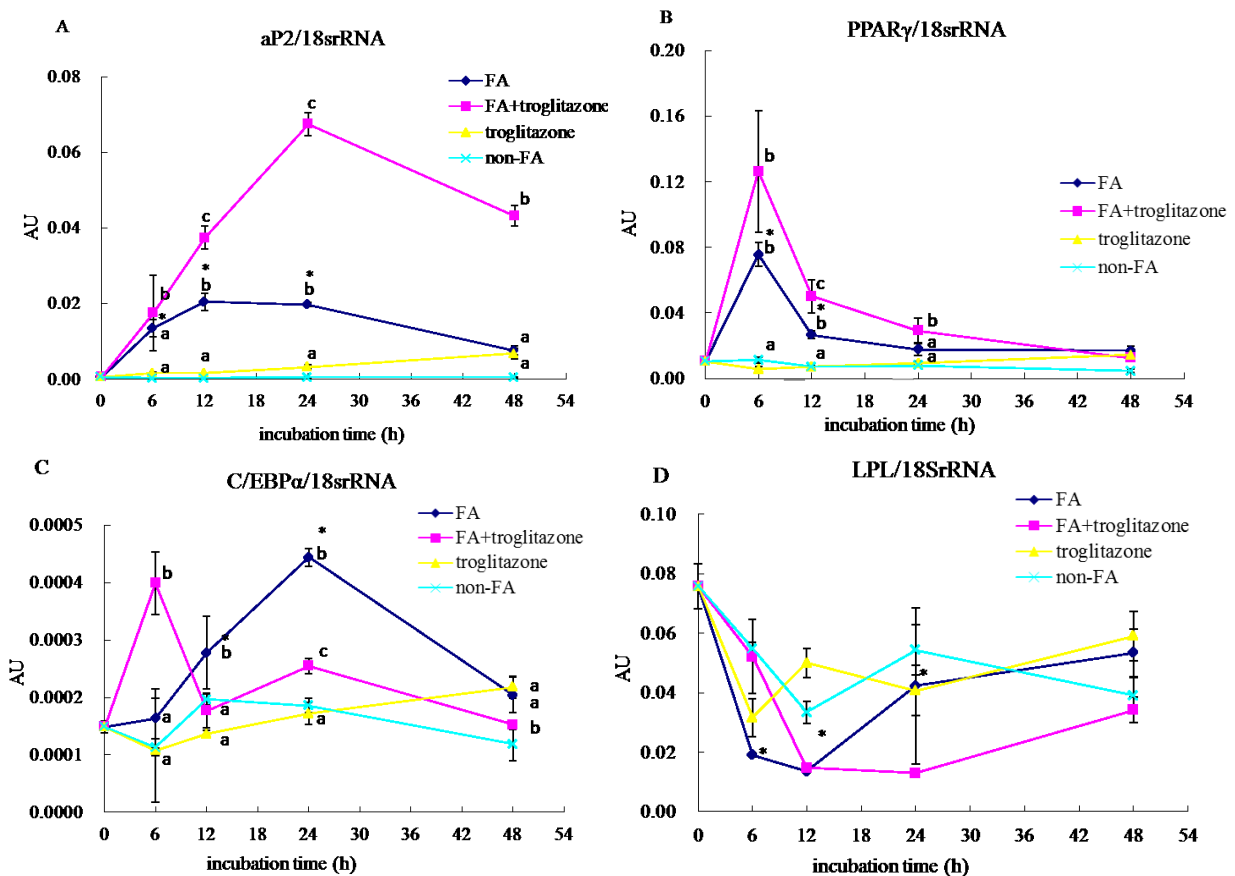 A
aP2/18srRNA
0.08
0.06
0.04
0.02
0.00
AU
FA
FA+troglitazone
troglitazone
non-FA
c
c
b
*
b
*
b
b
*
a
a
a
a
a
a
0 6 12 18 24 30 36 42 48 54
incubation time (h)
B
PPARγ/18srRNA
0.20
0.16
0.12
0.08
0.04
0.00
AU
FA
FA+troglitazone
troglitazone
non-FA
b
*
b
c
*
b
b
a
a
a
a
0 6 12 18 24 30 36 42 48 54
incubation time (h)
C
C/EBPα/18srRNA
0.0005
0.0004
0.0003
0.0002
0.0001
0.0000
AU
FA
FA+troglitazone
troglitazone
non-FA
*
b
b
*
b
c
a
a
a
a
a
a
a
b
0 6 12 18 24 30 36 42 48 54
incubation time (h)
D
LPL/18SrRNA
0.10
0.08
0.06
0.04
0.02
0.00
AU
FA
FA+troglitazone
troglitazone
non-FA
*
*
*
0 6 12 18 24 30 36 42 48 54
incubation time (h)